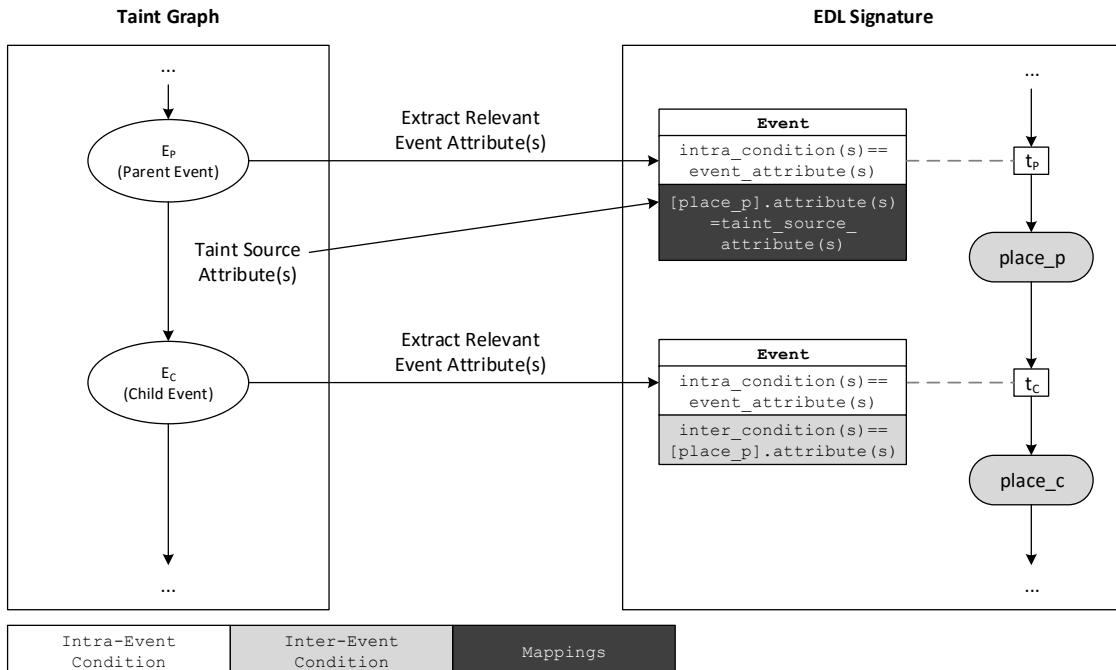 Taint Graph
EDL Signature
...
...
Extract Relevant
Event Attribute(s)
E_P
(Parent Event)
Event
intra_condition(s)==
event_attribute(s)
[place_p].attribute(s)
=taint_source_
attribute(s)
t_P
Taint Source
Attribute(s)
place_p
Extract Relevant
Event Attribute(s)
E_C
(Child Event)
Event
intra_condition(s)==
event_attribute(s)
inter_condition(s)==
[place_p].attribute(s)
t_C
place_c
...
...
Intra-Event
Condition
Inter-Event
Condition
Mappings